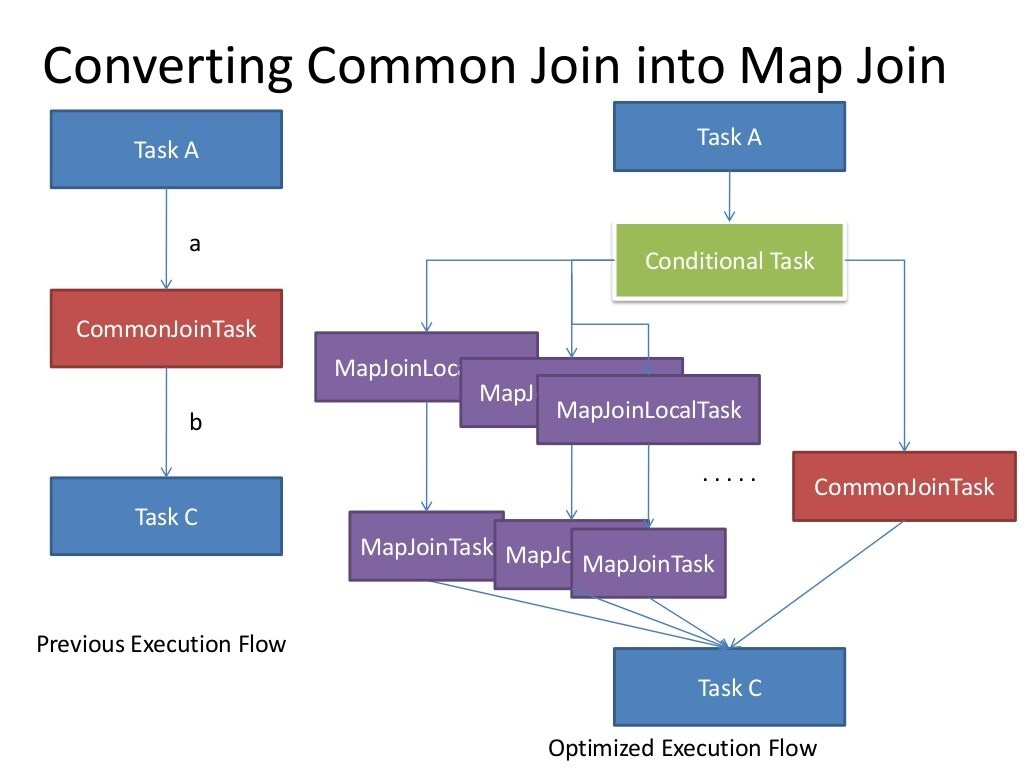 Converting Common Join into Map Join
Task A
a
CommonJoinTask
b
Task C
Previous Execution Flow
Task A
Conditional Task
MapJoinLoc
MapJ
MapJoinLocalTask
. . . . .
CommonJoinTask
MapJoinTask
MapJo
MapJoinTask
Task C
Optimized Execution Flow